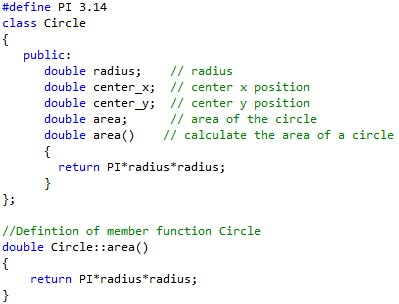 #define PI 3.14
class Circle
{
public:
double radius; // radius
double center_x; // center x position
double center_y; // center y position
double area; // area of the circle
double area() // calculate the area of a circle
{
return PI*radius*radius;
}
};
//Defintion of member function Circle
double Circle::area()
{
return PI*radius*radius;
}